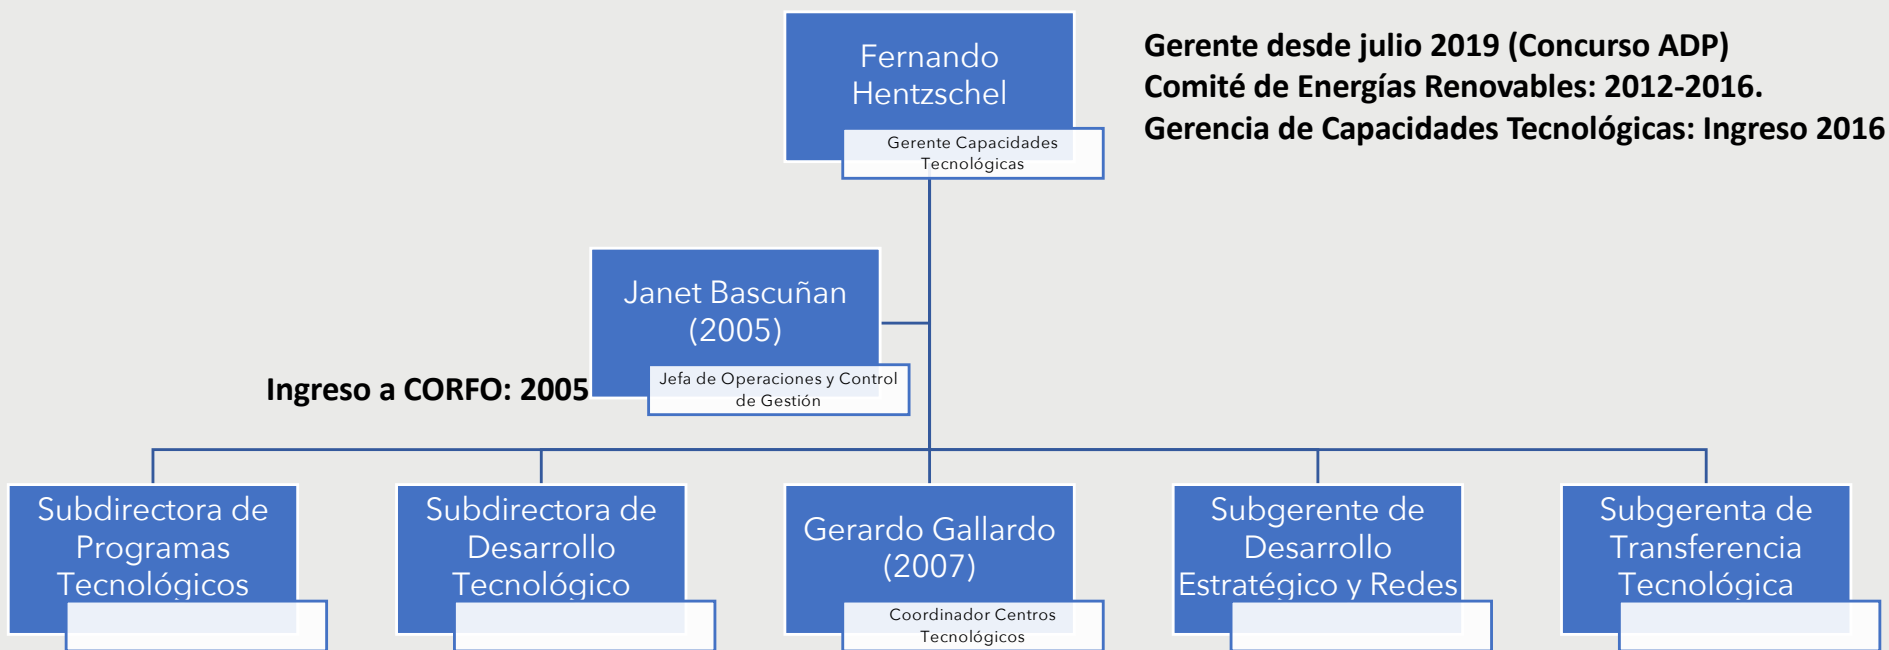 Fernando
Hentzschel
Gerente Capacidades
Tecnológicas
Gerente desde julio 2019 (Concurso ADP)
Comité de Energías Renovables: 2012-2016.
Gerencia de Capacidades Tecnológicas: Ingreso 2016
Janet Bascuñan
(2005)
Jefa de Operaciones y Control
de Gestión
Ingreso a CORFO: 2005
Subdirectora de
Programas
Tecnológicos
Subdirectora de
Desarrollo
Tecnológico
Gerardo Gallardo
(2007)
Coordinador Centros
Tecnológicos
Subgerente de
Desarrollo
Estratégico y Redes
Subgerenta de
Transferencia
Tecnológica